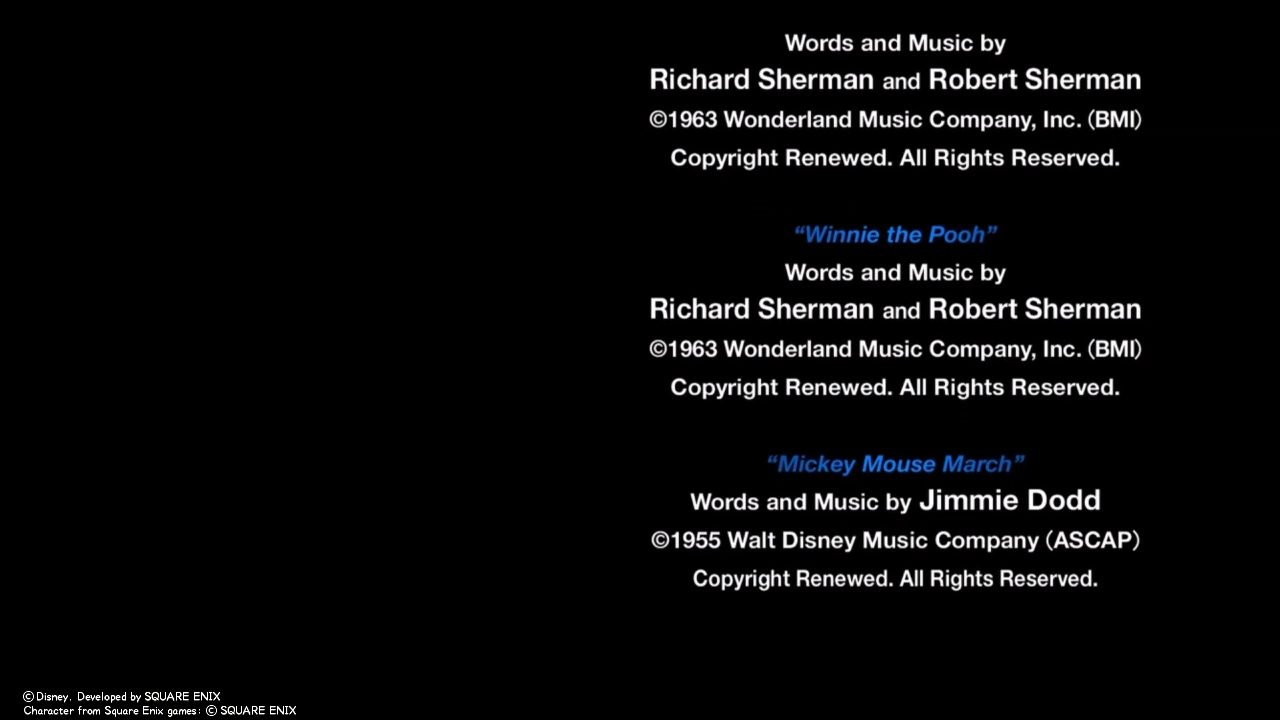 Words and Music by
Richard Sherman and Robert Sherman
©1963 Wonderland Music Company, Inc. (BMI)
Copyright Renewed. All Rights Reserved.
“Winnie the Pooh”
Words and Music by
Richard Sherman and Robert Sherman
©1963 Wonderland Music Company, Inc. (BMI)
Copyright Renewed. All Rights Reserved.
“Mickey Mouse March”
Words and Music by Jimmie Dodd
©1955 Walt Disney Music Company (ASCAP)
Copyright Renewed. All Rights Reserved.
© Disney. Developed by SQUARE ENIX
Character from Square Enix games: © SQUARE ENIX